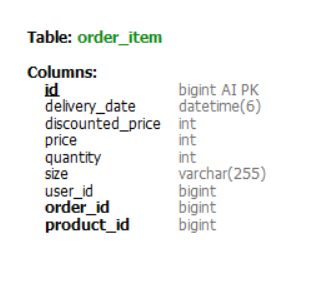 Table: order_item
Columns:
id bigint AI PK
delivery_date datetime(6)
discounted_price int
price int
quantity int
size varchar(255)
user_id bigint
order_id bigint
product_id bigint